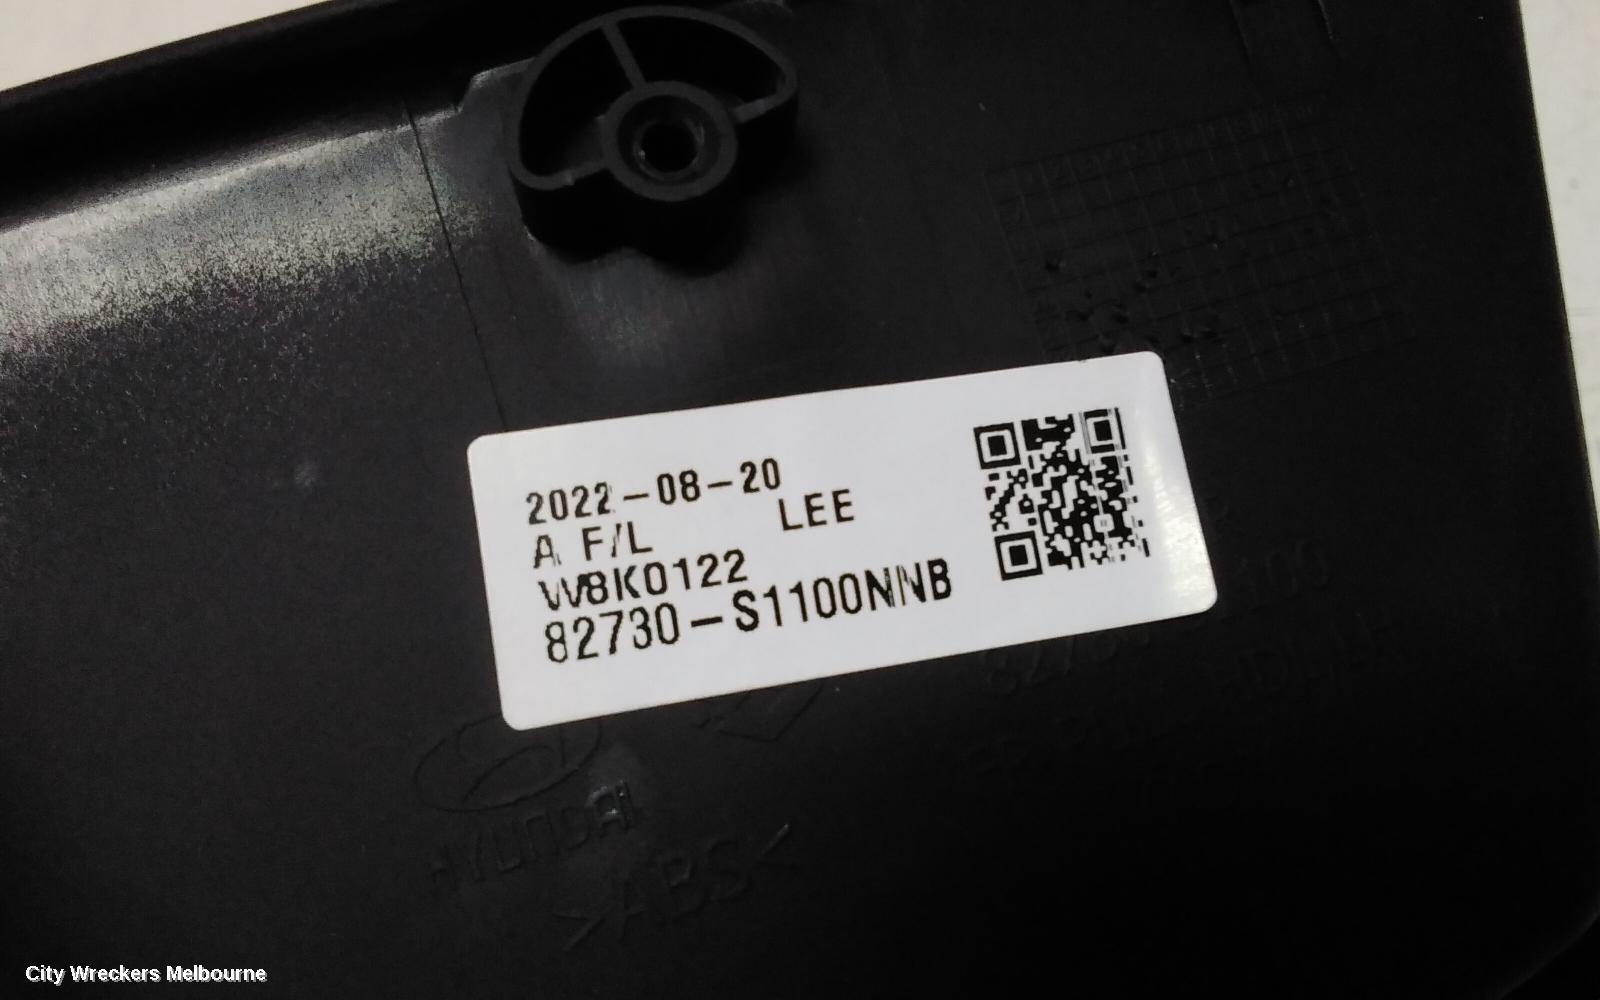 2022-08-20
A F/L LEE
W8K0122
82730-S1100NNB
HYUNDAI
>ABS<
City Wreckers Melbourne